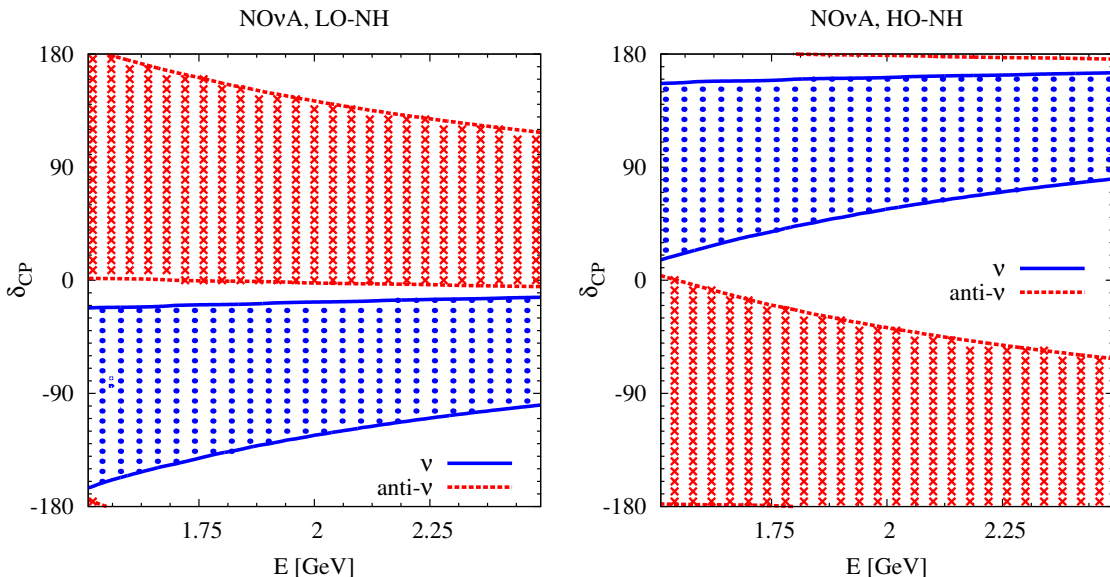 NOνA, LO-NH
180
90
0
-90
-180
δCP
1.75
2
2.25
E [GeV]
ν
anti-ν
NOνA, HO-NH
180
90
0
-90
-180
δCP
1.75
2
2.25
E [GeV]
ν
anti-ν